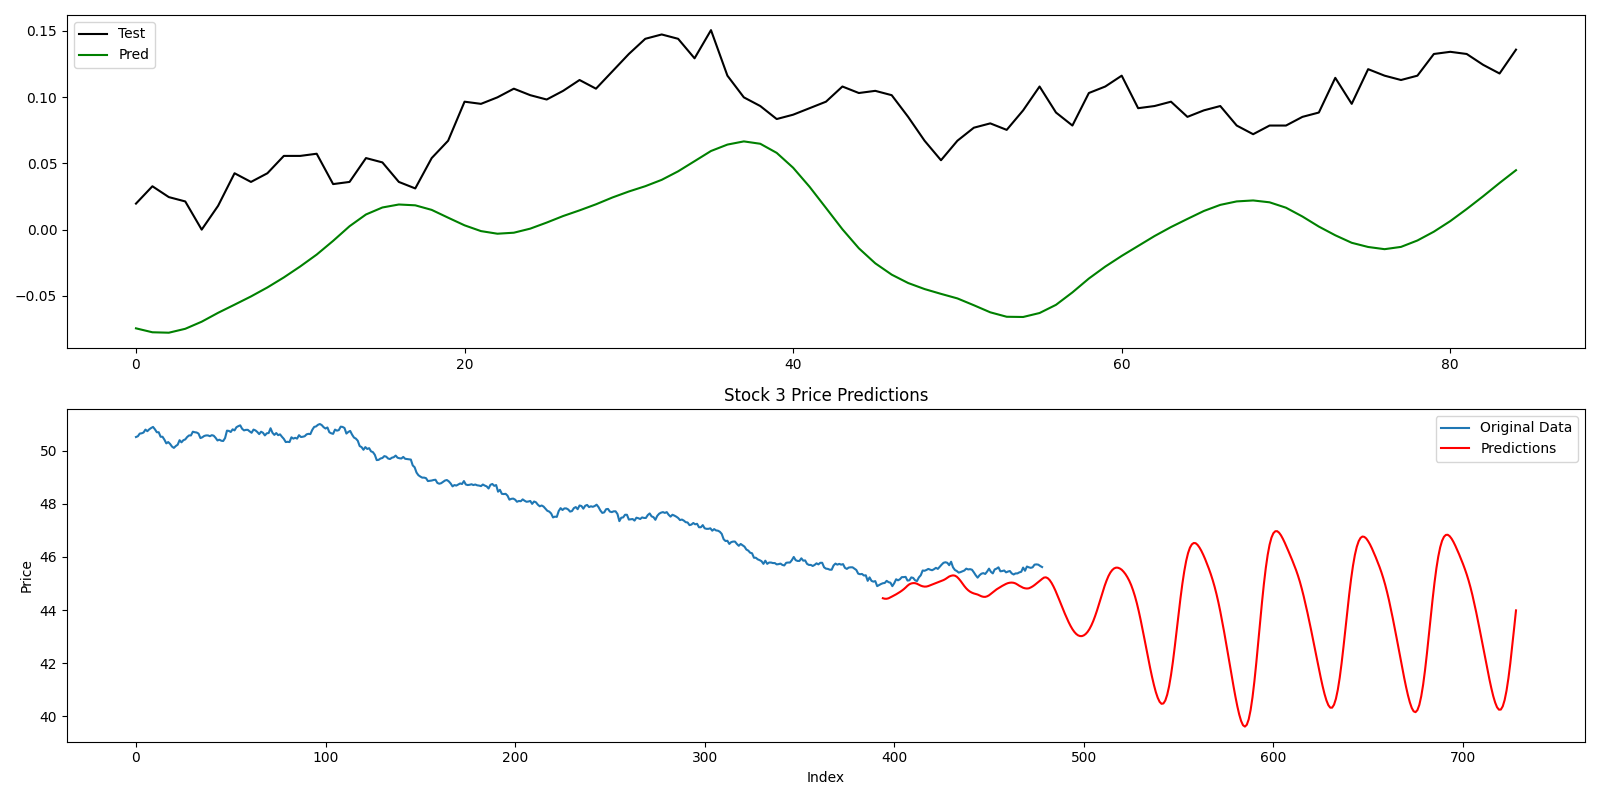 0.15
0.10
0.05
0.00
−0.05
Test
Pred
0 20 40 60 80
Stock 3 Price Predictions
Price
50
48
46
44
42
40
Original Data
Predictions
0 100 200 300 400 500 600 700
Index